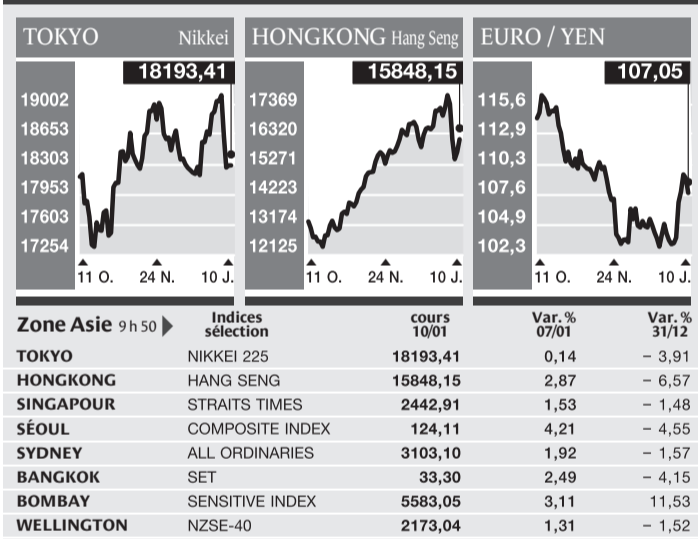 TOKYO Nikkei
18193,41
19002
18653
18303
17953
17603
17254
11 O. 24 N. 10 J.
HONGKONG Hang Seng
15848,15
17369
16320
15271
14223
13174
12125
11 O. 24 N. 10 J.
EURO / YEN
107,05
115,6
112,9
110,3
107,6
104,9
102,3
11 O. 24 N. 10 J.
Zone Asie 9 h 50 Indices sélection cours 10/01 Var. % 07/01 Var. % 31/12
TOKYO NIKKEI 225 18193,41 0,14 – 3,91
HONGKONG HANG SENG 15848,15 2,87 – 6,57
SINGAPOUR STRAITS TIMES 2442,91 1,53 – 1,48
SÉOUL COMPOSITE INDEX 124,11 4,21 – 4,55
SYDNEY ALL ORDINARIES 3103,10 1,92 – 1,57
BANGKOK SET 33,30 2,49 – 4,15
BOMBAY SENSITIVE INDEX 5583,05 3,11 11,53
WELLINGTON NZSE-40 2173,04 1,31 – 1,52